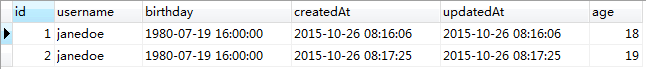 id username birthday createdAt updatedAt age
1 janedoe 1980-07-19 16:00:00 2015-10-26 08:16:06 2015-10-26 08:16:06 18
2 janedoe 1980-07-19 16:00:00 2015-10-26 08:17:25 2015-10-26 08:17:25 19